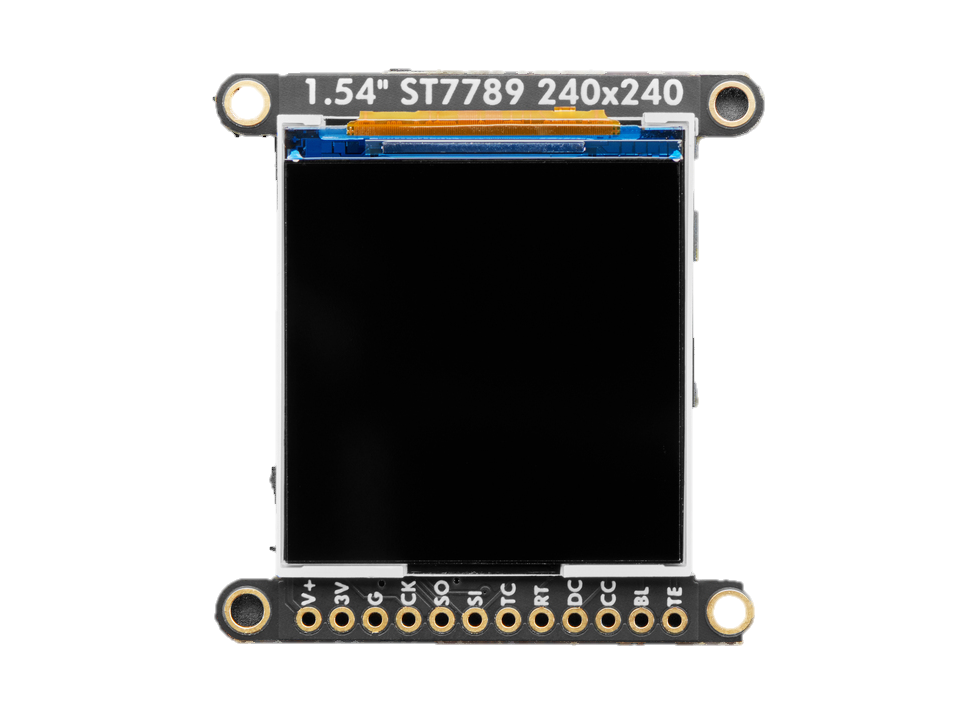 1.54" ST7789 240x240
V+ 3V G CK SO SI TC RT DC CC BL TE